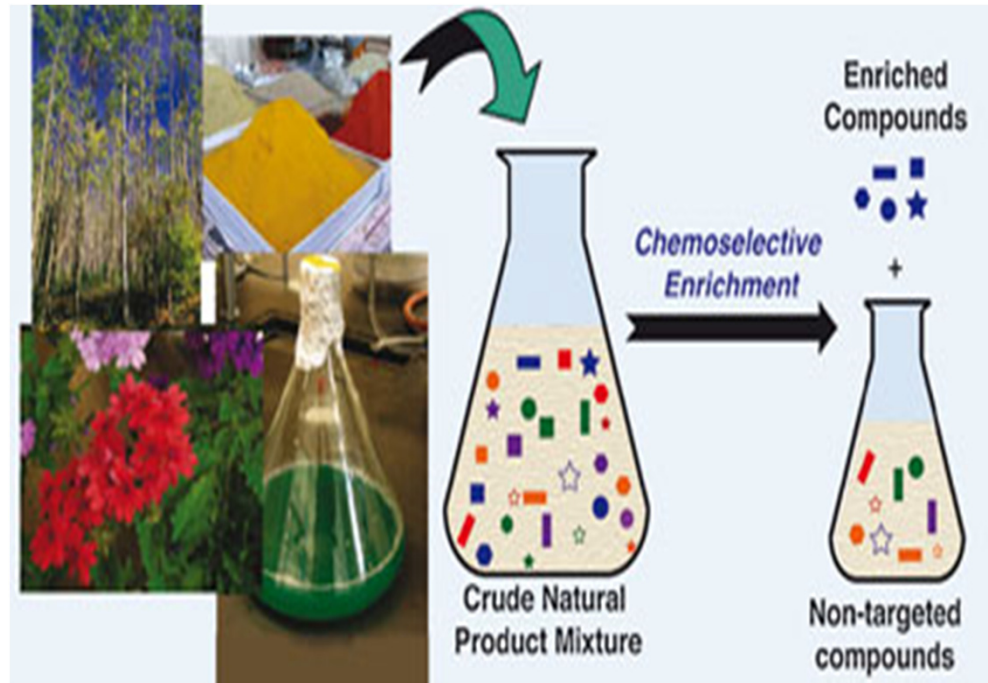 Enriched
Compounds
+
Chemoselective
Enrichment
Crude Natural
Product Mixture
Non-targeted
compounds